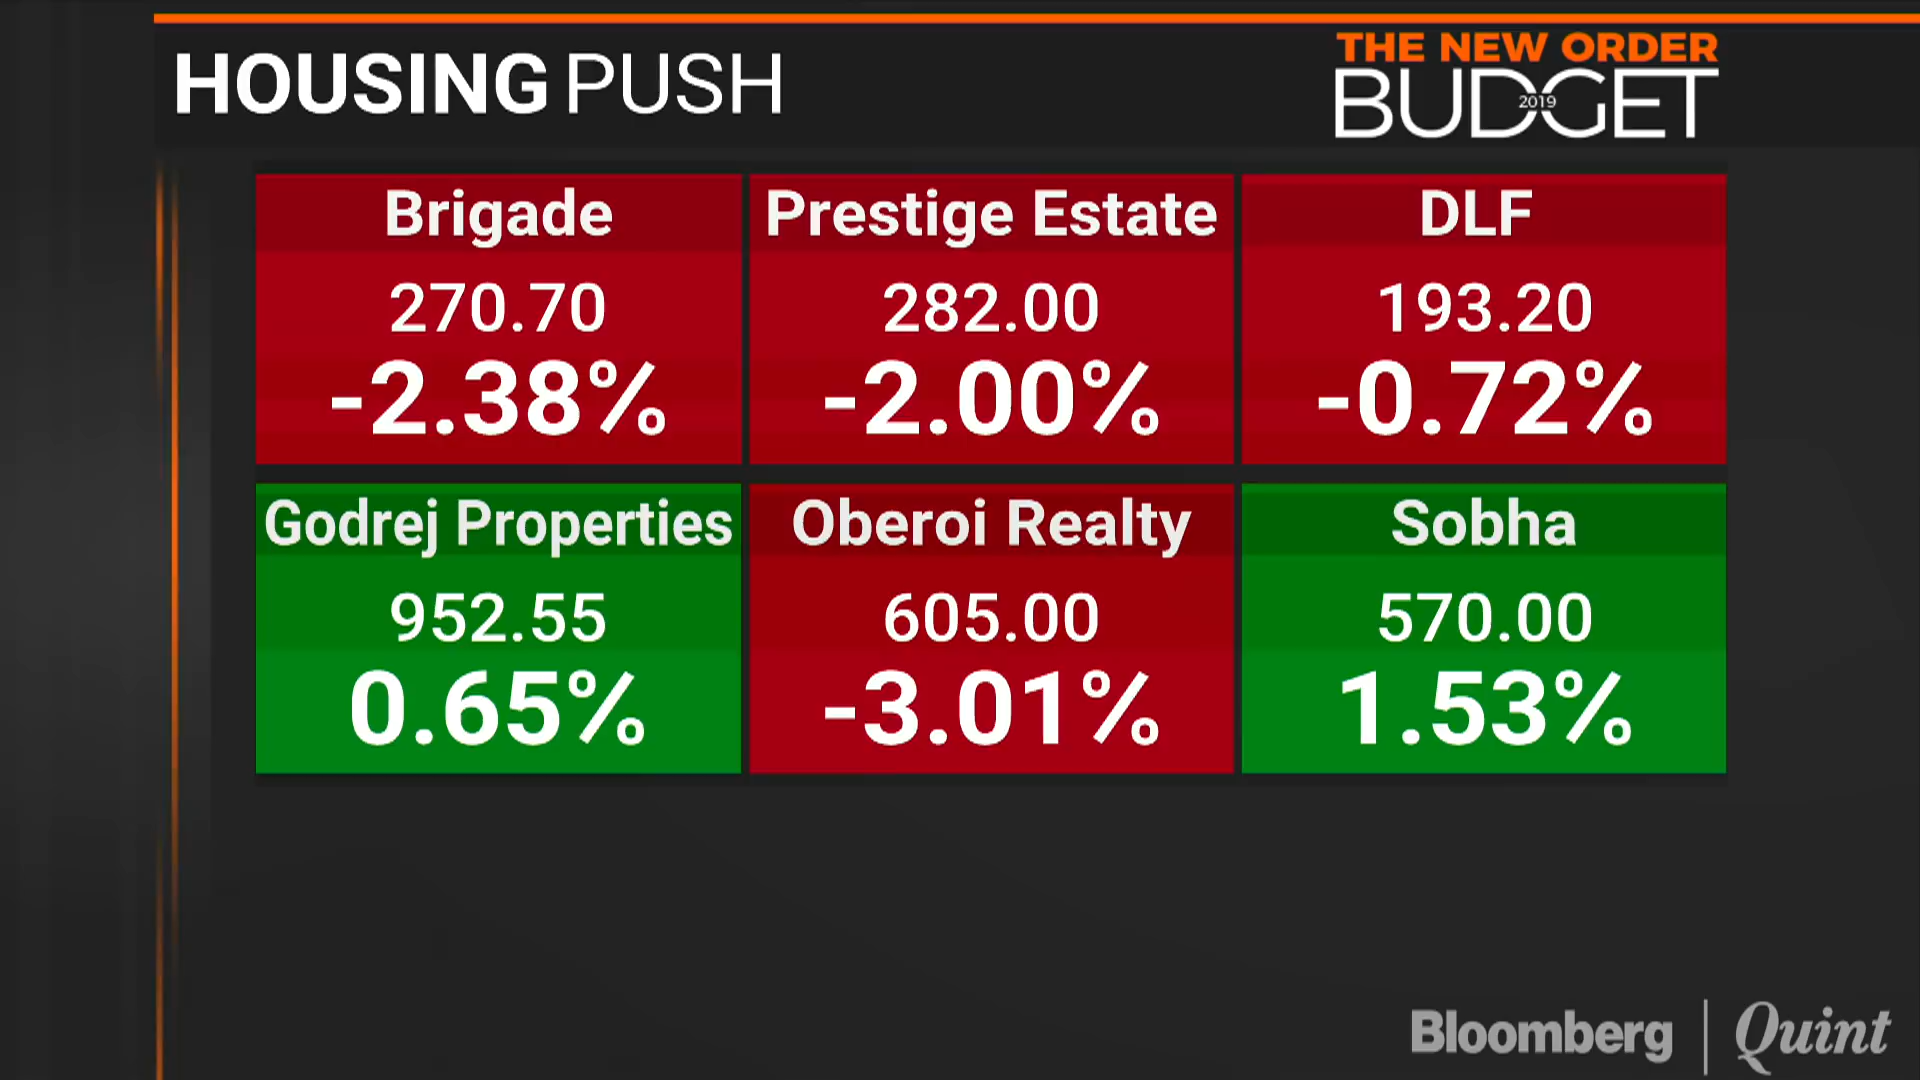 HOUSING PUSH
THE NEW ORDER
BUDGET
2019
Brigade
270.70
-2.38%
Prestige Estate
282.00
-2.00%
DLF
193.20
-0.72%
Godrej Properties
952.55
0.65%
Oberoi Realty
605.00
-3.01%
Sobha
570.00
1.53%
Bloomberg | Quint